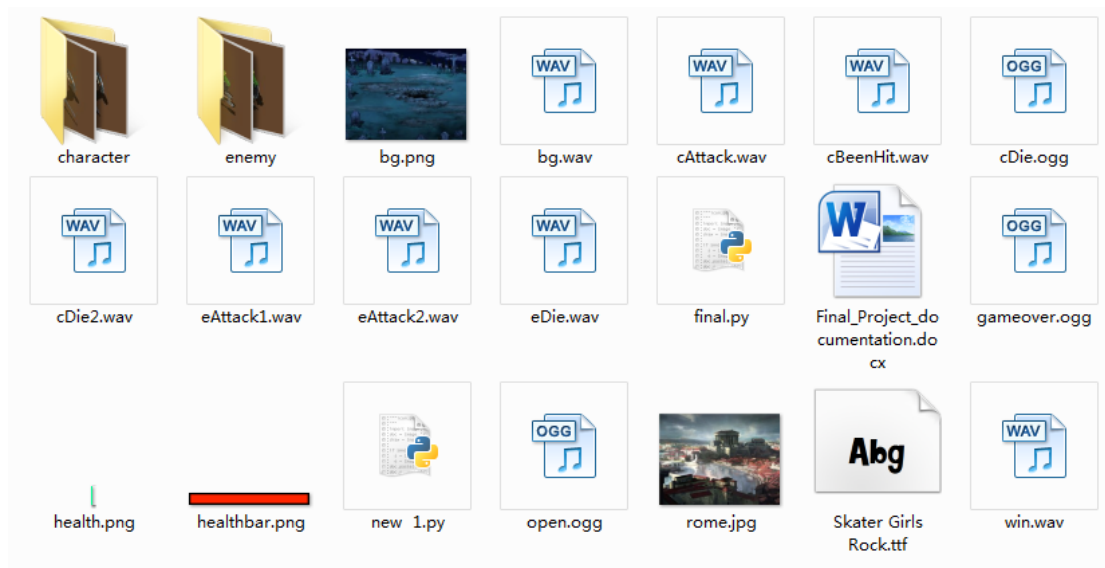 WAV
WAV
WAV
OGG
character
enemy
bg.png
bg.wav
cAttack.wav
cBeenHit.wav
cDie.ogg
WAV
WAV
WAV
WAV
W
OGG
cDie2.wav
eAttack1.wav
eAttack2.wav
eDie.wav
final.py
Final_Project_do
cumentation.do
cx
gameover.ogg
OGG
Abg
WAV
health.png
healthbar.png
new 1.py
open.ogg
rome.jpg
Skater Girls
Rock.ttf
win.wav